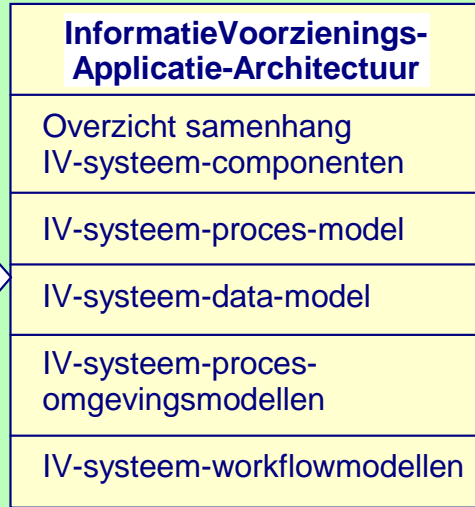 InformatieVoorzienings-
Applicatie-Architectuur
Overzicht samenhang
IV-systeem-componenten
IV-systeem-proces-model
IV-systeem-data-model
IV-systeem-proces-
omgevingsmodellen
IV-systeem-workflowmodellen